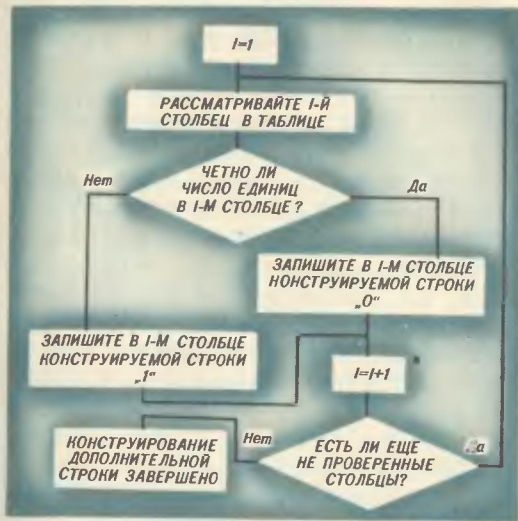 I=1
РАССМАТРИВАЙТЕ I-Й
СТОЛБЕЦ В ТАБЛИЦЕ
ЧЕТНО ЛИ
ЧИСЛО ЕДИНИЦ
В I-М СТОЛБЦЕ?
Нет
Да
ЗАПИШИТЕ В I-М СТОЛБЦЕ
КОНСТРУИРУЕМОЙ СТРОКИ
„0“
ЗАПИШИТЕ В I-М СТОЛБЦЕ
КОНСТРУИРУЕМОЙ СТРОКИ
„1“
I=I+1
ЕСТЬ ЛИ ЕЩЕ
НЕ ПРОВЕРЕННЫЕ
СТОЛБЦЫ?
Нет
Да
КОНСТРУИРОВАНИЕ
ДОПОЛНИТЕЛЬНОЙ
СТРОКИ ЗАВЕРШЕНО